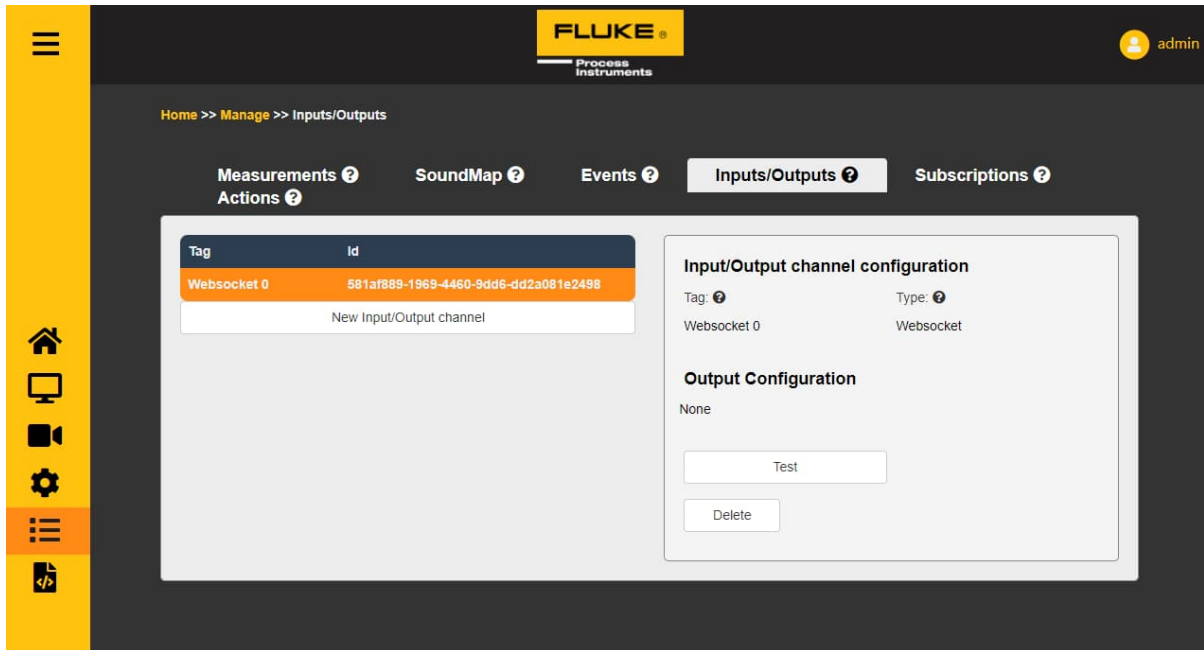 FLUKE ®
Process
Instruments
admin
Home >> Manage >> Inputs/Outputs
Measurements ? SoundMap ? Events ? Inputs/Outputs ? Subscriptions ?
Actions ?
Tag Id
Websocket 0 581af889-1969-4460-9dd6-dd2a081e2498
New Input/Output channel
Input/Output channel configuration
Tag: ? Type: ?
Websocket 0 Websocket
Output Configuration
None
Test
Delete